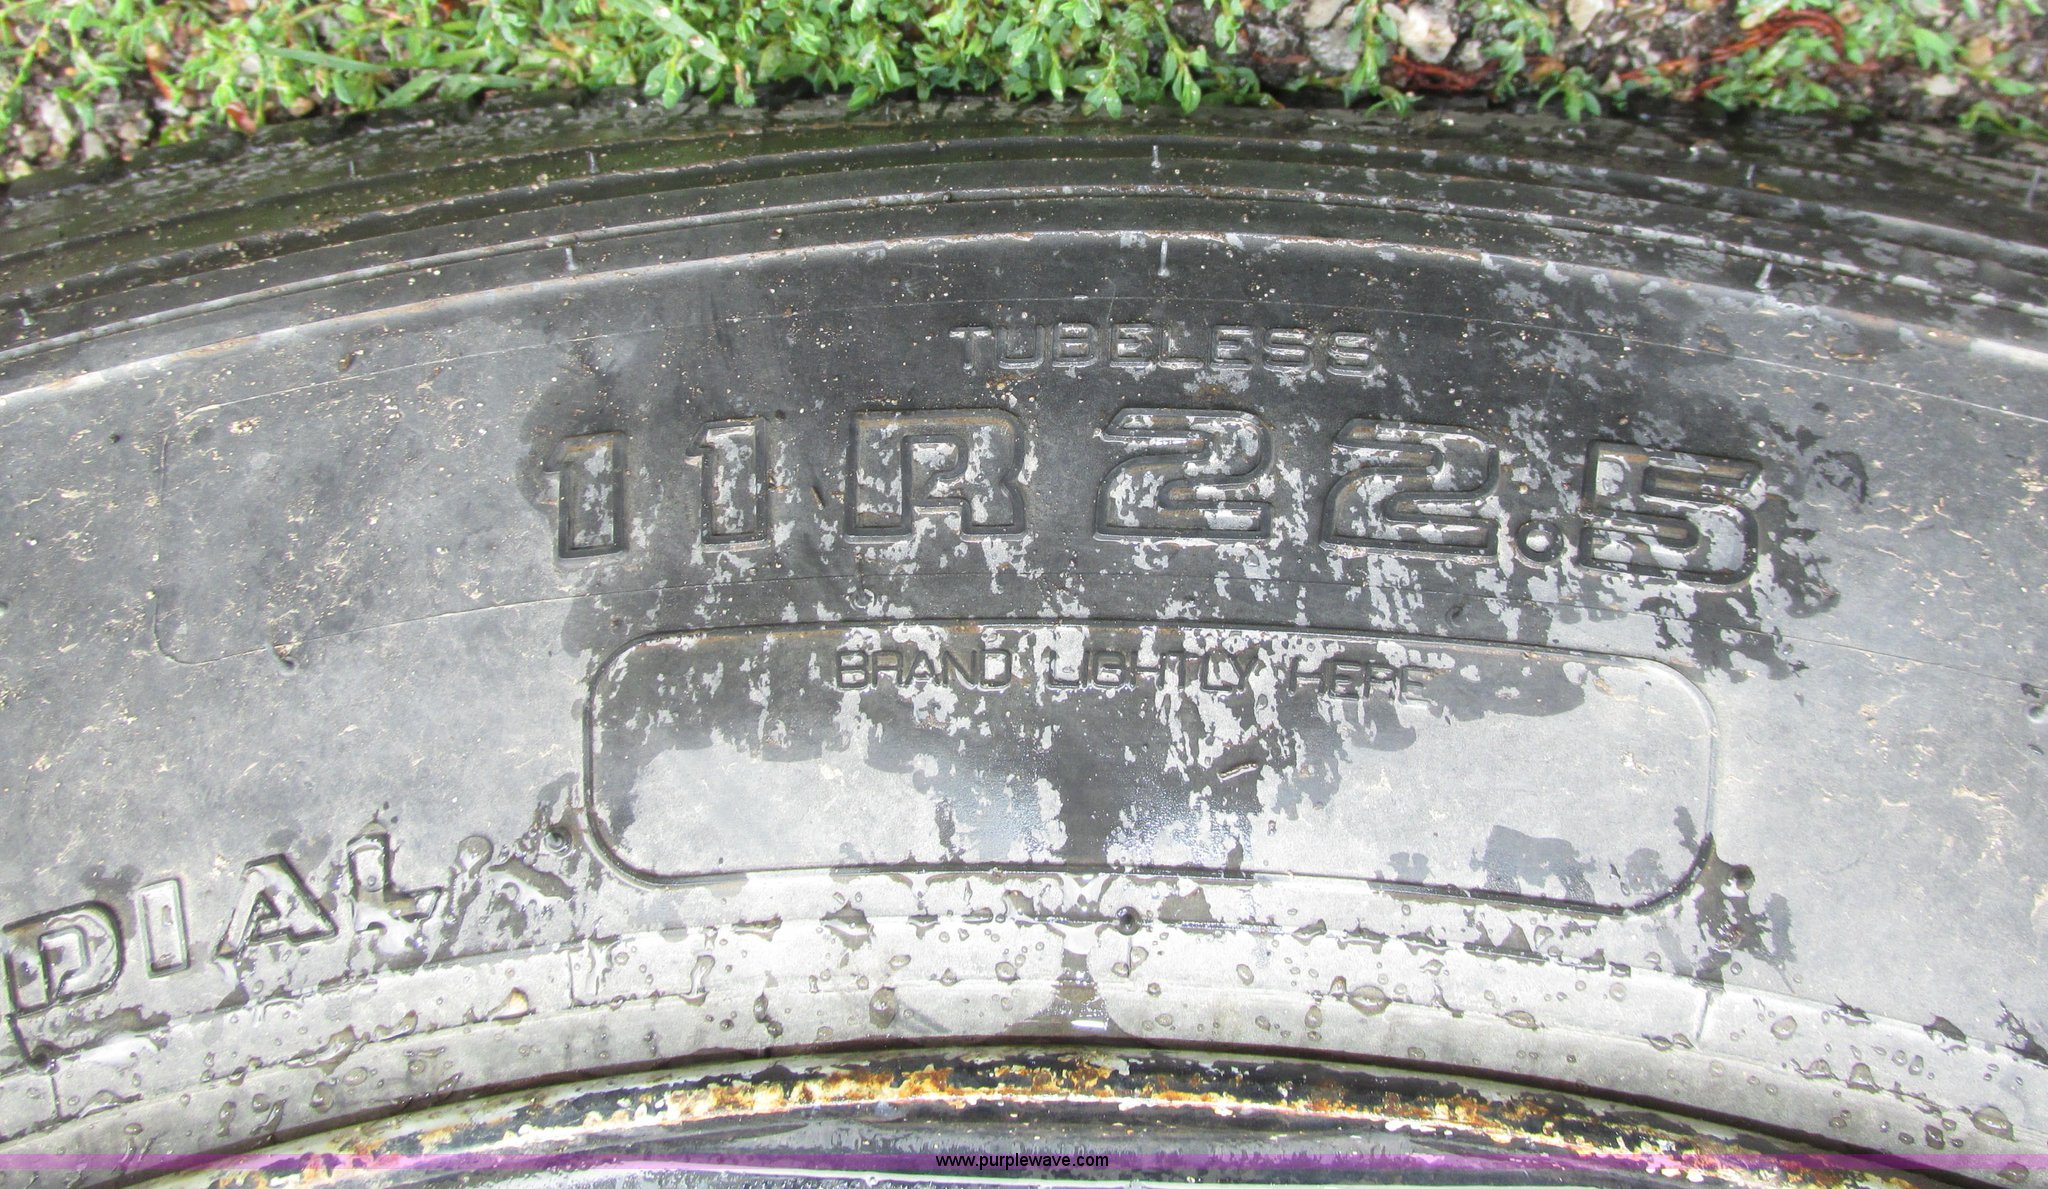 TUBELESS
11R22.5
BRAND LIGHTLY HERE
DIAL
www.purplewave.com